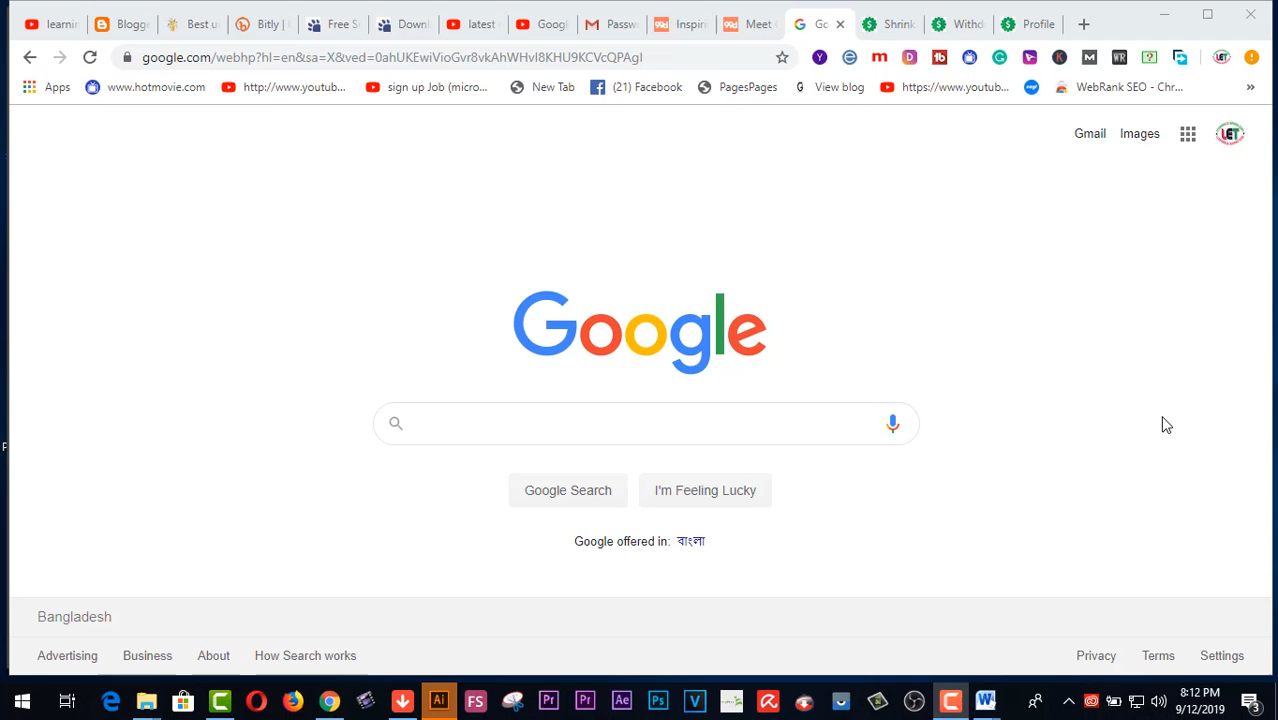 learnin Blogge Best u Bitly | Free S Downl latest Googl Passw Inspir Meet Go Shrink Withd Profile
google.com/webhp?hl=en&sa=X&ved=0ahUKEwiVioGvr8vkAhWHvI8KHU9KCVcQPAgI
Apps www.hotmovie.com http://www.youtub... sign up Job (micro... New Tab (21) Facebook PagesPages View blog https://www.youtub... WebRank SEO - Chr... »
Gmail Images LET
Google
Google Search I'm Feeling Lucky
Google offered in: বাংলা
Bangladesh
Advertising Business About How Search works Privacy Terms Settings
8:12 PM
9/12/2019